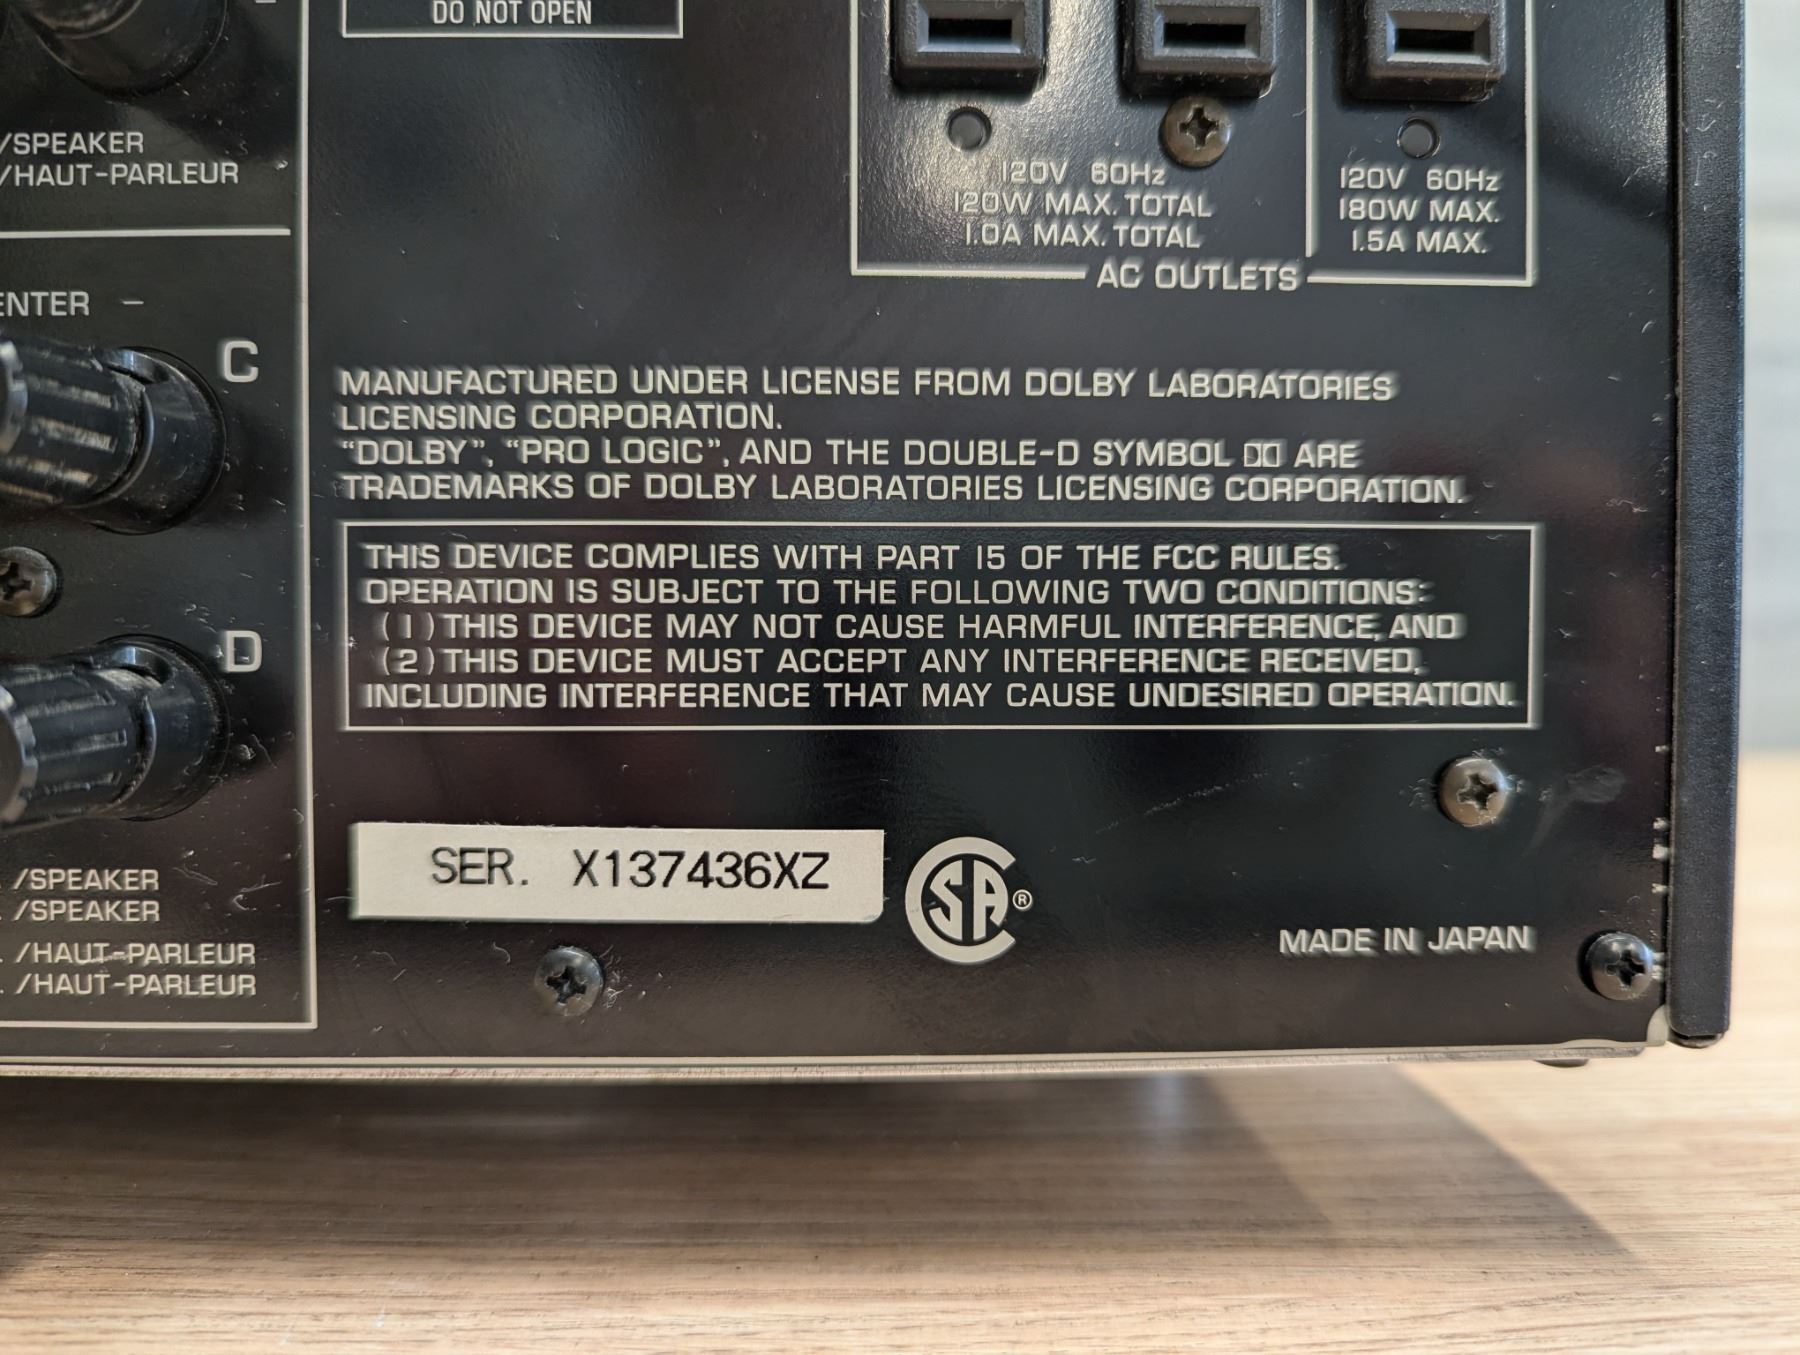 DO NOT OPEN
/SPEAKER
/HAUT-PARLEUR
120V 60Hz
120W MAX. TOTAL
1.0A MAX. TOTAL
120V 60Hz
180W MAX.
1.5A MAX.
AC OUTLETS
ENTER –
C
MANUFACTURED UNDER LICENSE FROM DOLBY LABORATORIES
LICENSING CORPORATION.
“DOLBY”, “PRO LOGIC”, AND THE DOUBLE-D SYMBOL ARE
TRADEMARKS OF DOLBY LABORATORIES LICENSING CORPORATION.
THIS DEVICE COMPLIES WITH PART 15 OF THE FCC RULES.
OPERATION IS SUBJECT TO THE FOLLOWING TWO CONDITIONS:
(1) THIS DEVICE MAY NOT CAUSE HARMFUL INTERFERENCE, AND
(2) THIS DEVICE MUST ACCEPT ANY INTERFERENCE RECEIVED,
INCLUDING INTERFERENCE THAT MAY CAUSE UNDESIRED OPERATION.
D
SER. X137436XZ
CSA®
MADE IN JAPAN
. /SPEAKER
. /SPEAKER
. /HAUT-PARLEUR
. /HAUT-PARLEUR